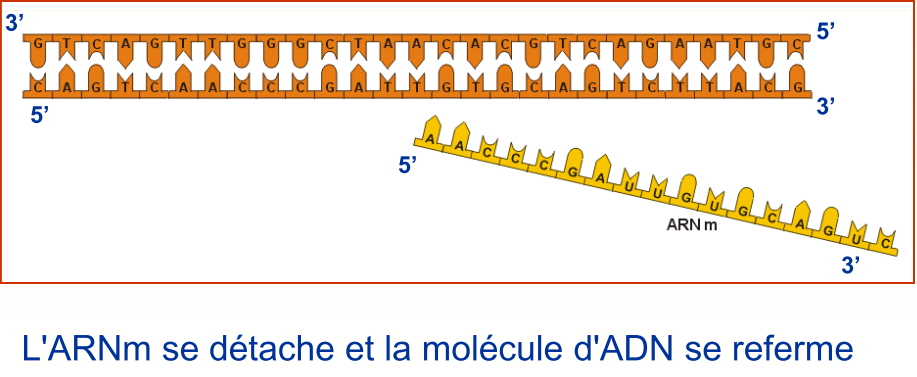 3’
G T C A G T T G G G C T A A C A C G T C A G A A T G C
5’
C A G T C A A C C C G A T T G T G C A G T C T T A C G
5’
3’
A A C C C G A U U G U G C A G U C
5’
ARN m
3’
L'ARNm se détache et la molécule d'ADN se referme